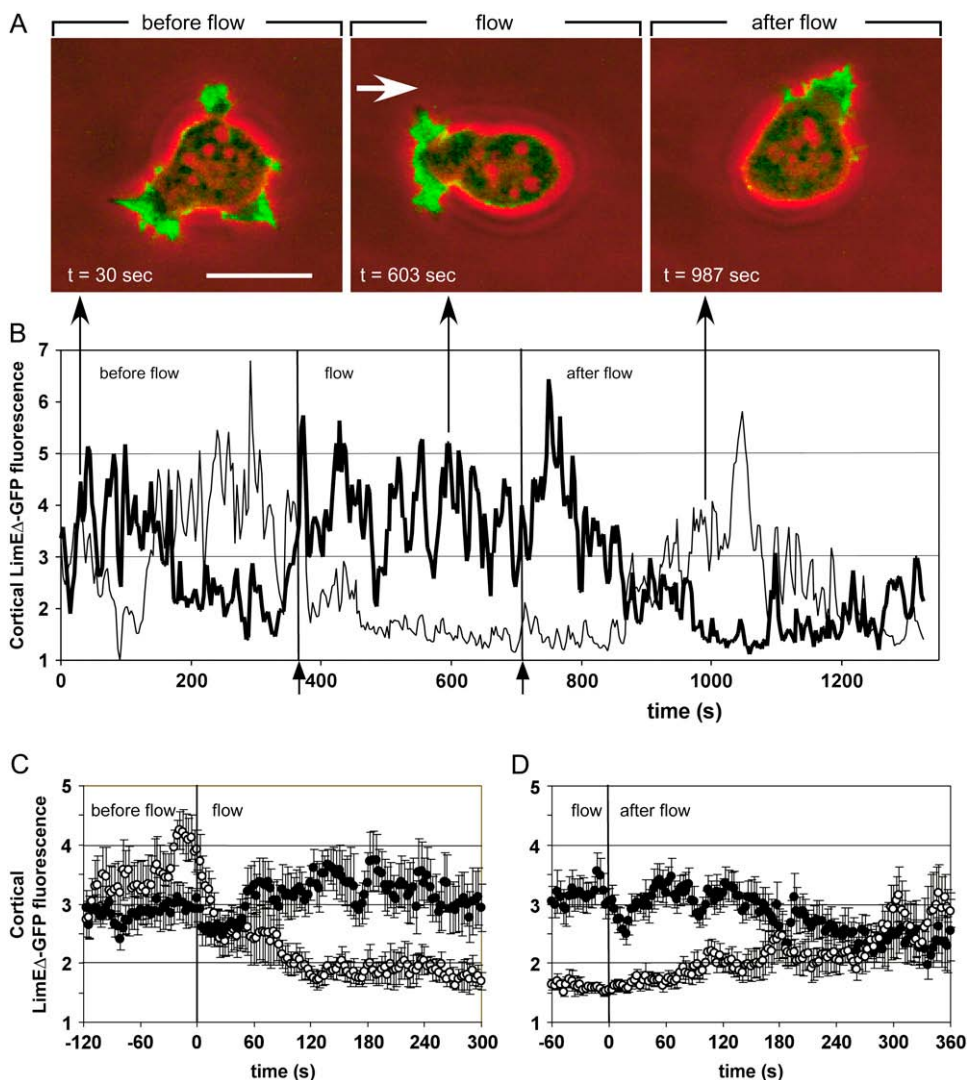 A
before flow flow after flow
t = 30 sec t = 603 sec t = 987 sec
B
Cortical LimEΔ-GFP fluorescence
7
6
5
4
3
2
1
before flow flow after flow
0 200 400 600 800 1000 1200
time (s)
C
Cortical
LimEΔ-GFP fluorescence
5
4
3
2
1
before flow flow
-120 -60 0 60 120 180 240 300
time (s)
D
5
4
3
2
1
flow after flow
-60 0 60 120 180 240 300 360
time (s)